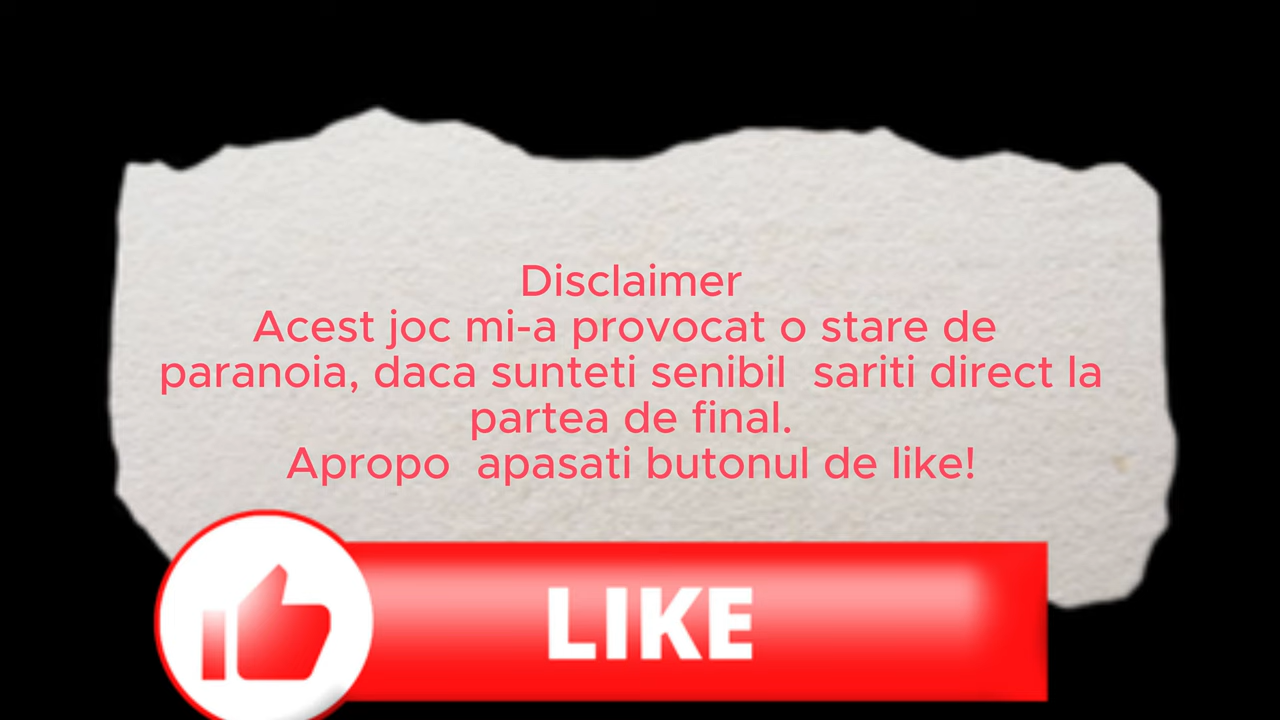 Disclaimer
Acest joc mi-a provocat o stare de
paranoia, daca sunteti senibil  sariti direct la
partea de final.
Apropo  apasati butonul de like!
LIKE